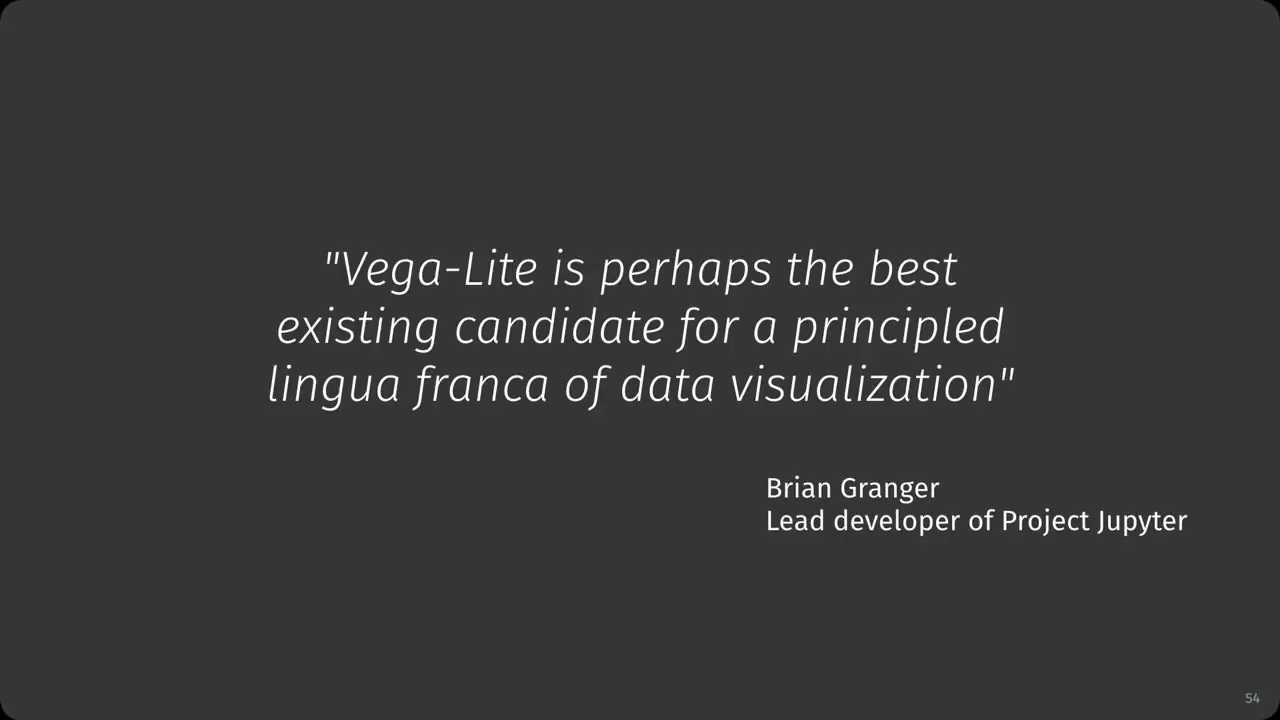 "Vega-Lite is perhaps the best
existing candidate for a principled
lingua franca of data visualization"
Brian Granger
Lead developer of Project Jupyter
54